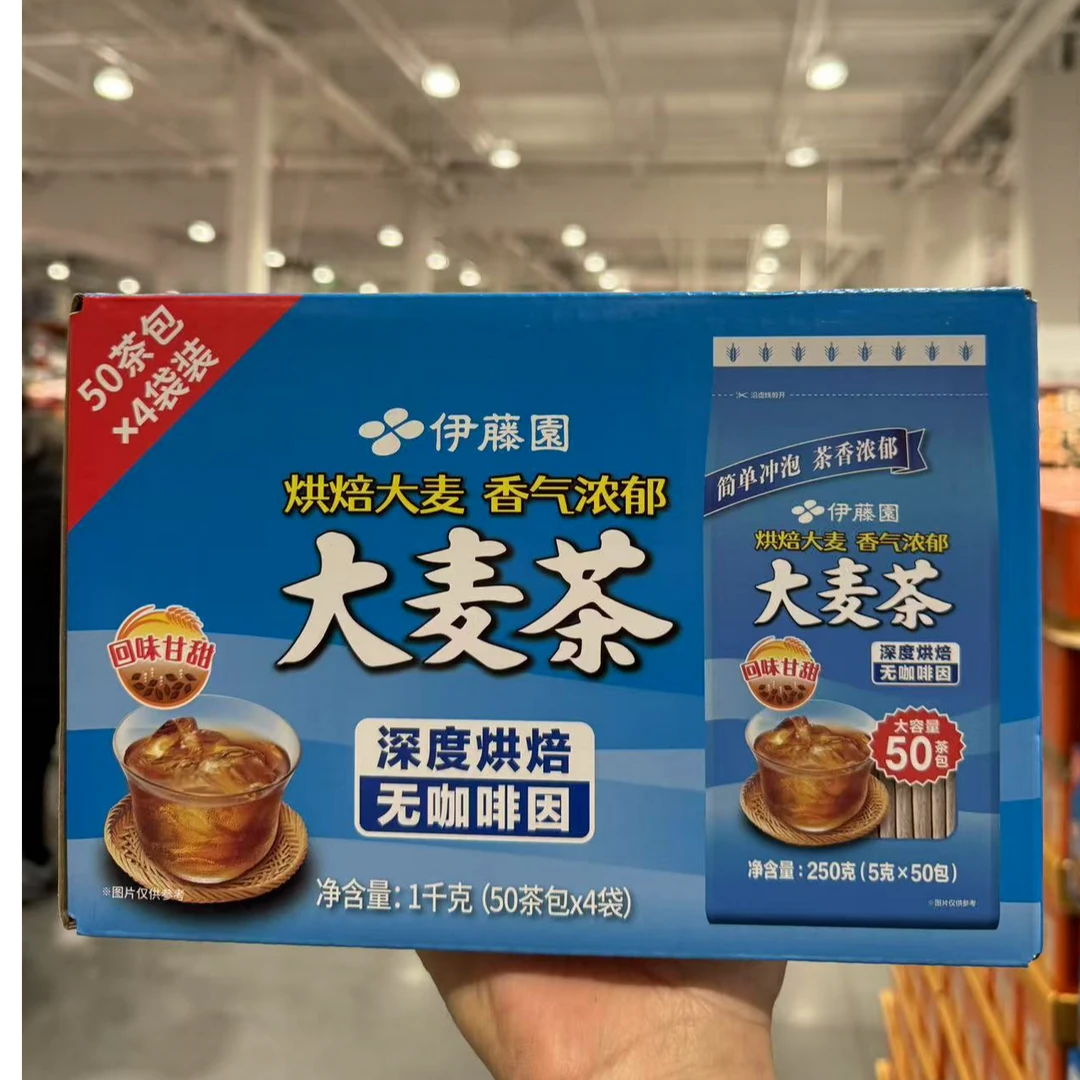 50茶包
×4袋装
伊藤園
烘焙大麦 香气浓郁
大麦茶
回味甘甜
深度烘焙
无咖啡因
※图片仅供参考
净含量：1千克 (50茶包x4袋)
沿虚线剪开
简单冲泡 茶香浓郁
伊藤園
烘焙大麦 香气浓郁
大麦茶
回味甘甜
深度烘焙
无咖啡因
大容量
50茶包
净含量：250克（5克×50包）
※图片仅供参考